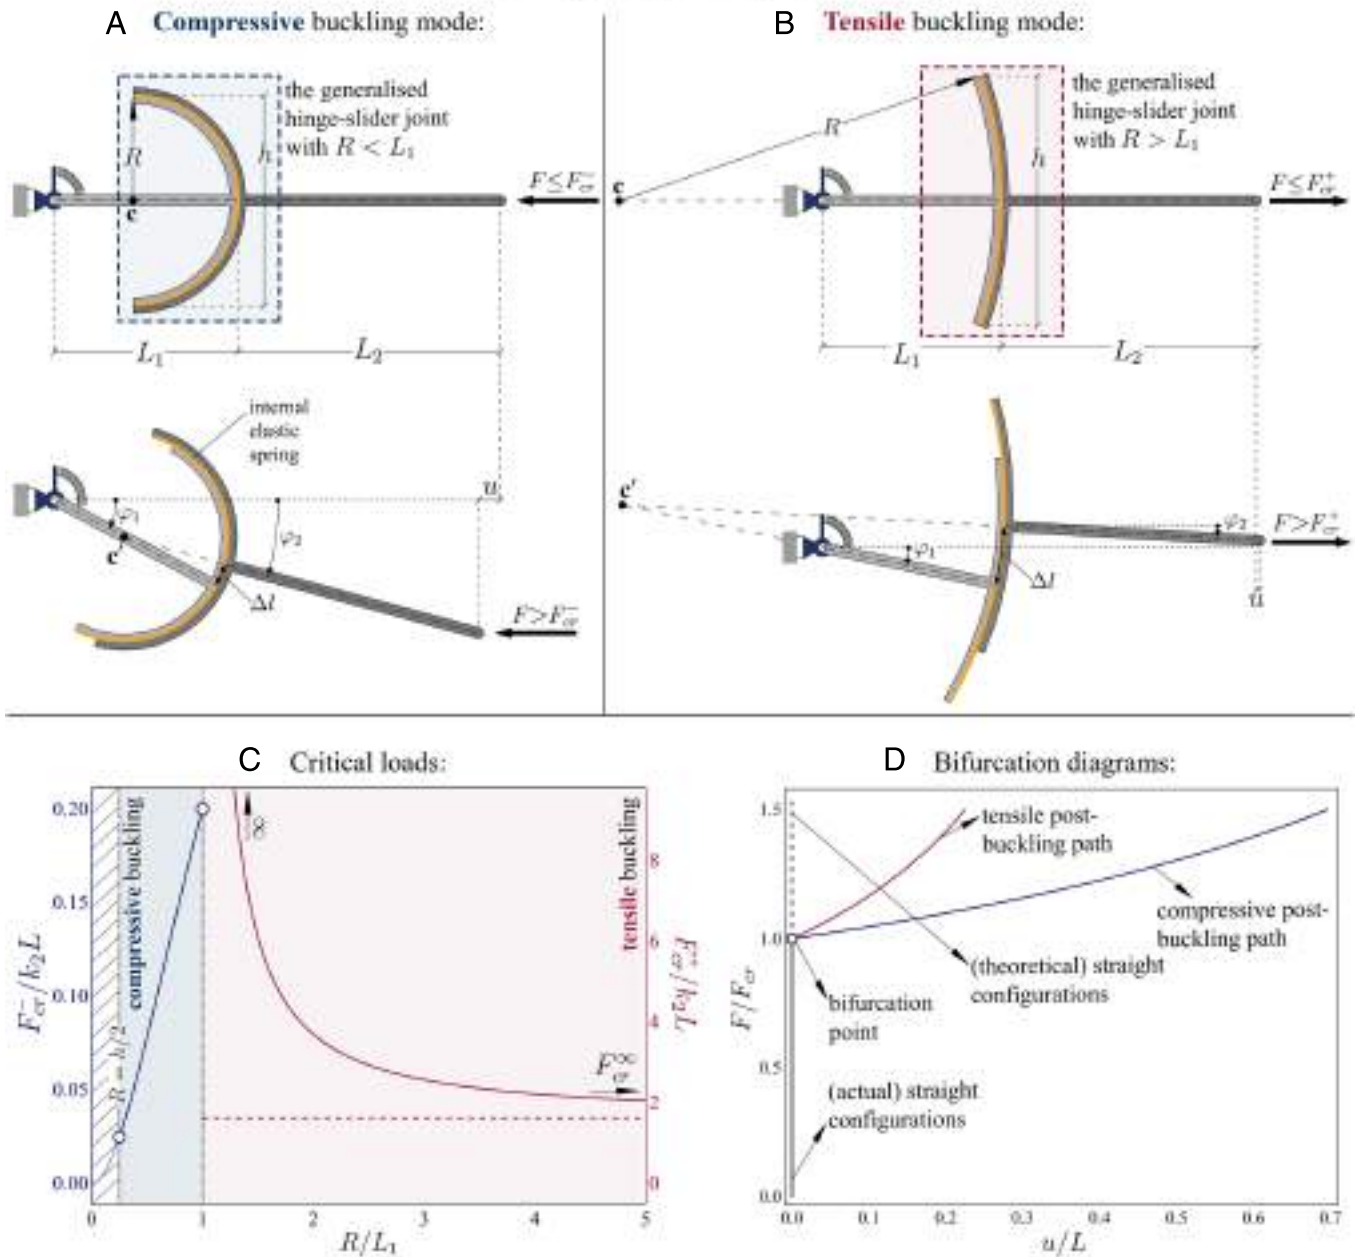 A Compressive buckling mode:
the generalised
hinge-slider joint
with R < L₁
R
h
c
F≤F⁻cr
L₁
L₂
internal
elastic
spring
u
φ₁
φ₂
c'
Δl
F>F⁻cr
B Tensile buckling mode:
the generalised
hinge-slider joint
with R > L₁
R
h
c
F≤F⁺cr
L₁
L₂
c'
φ₂
φ₁
F>F⁺cr
Δl
u
C Critical loads:
0.20
0.15
0.10
0.05
0.00
F⁻cr/k₂L
R = h/2
compressive buckling
∞
tensile buckling
8
6
4
2
0
F⁺cr/k₂L
F∞cr
0 1 2 3 4 5
R/L₁
D Bifurcation diagrams:
1.5
1.0
0.5
0.0
F/Fcr
tensile post-
buckling path
compressive post-
buckling path
(theoretical) straight
configurations
bifurcation
point
(actual) straight
configurations
0.0 0.1 0.2 0.3 0.4 0.5 0.6 0.7
u/L